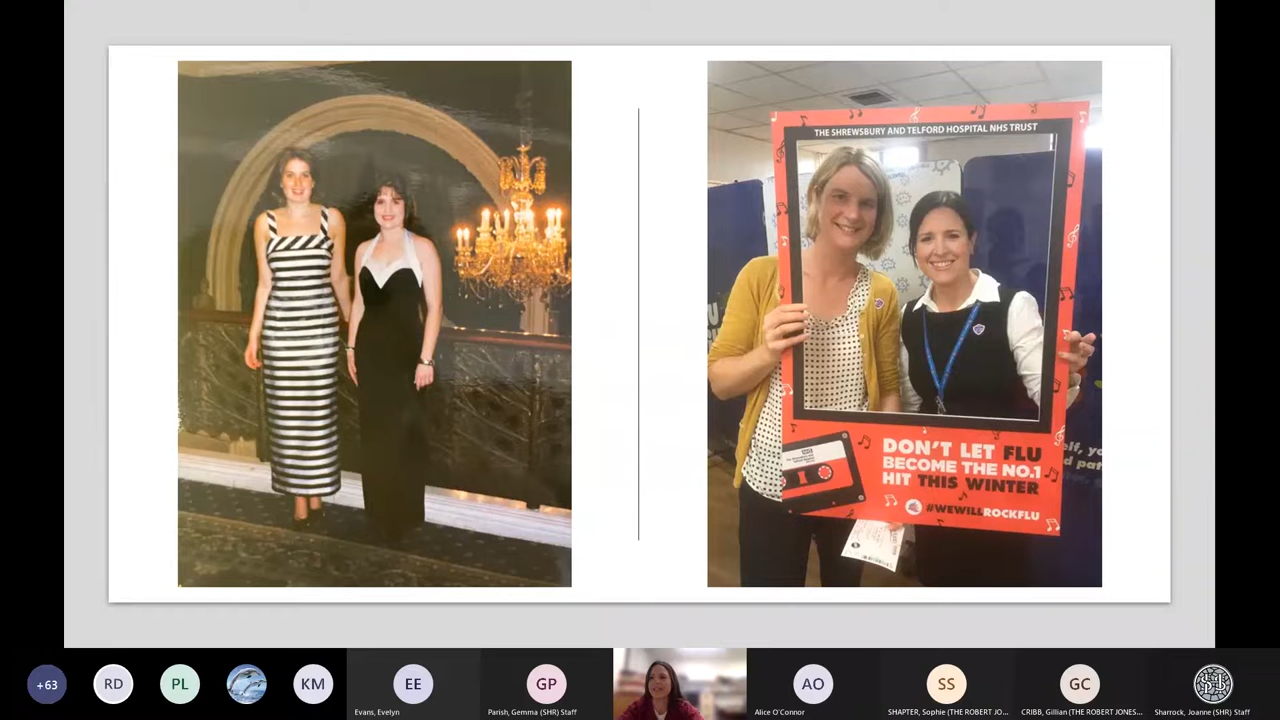 THE SHREWSBURY AND TELFORD HOSPITAL NHS TRUST
DON'T LET FLU
BECOME THE NO.1
HIT THIS WINTER
#WEWILLROCKFLU
+63
RD
PL
KM
EE
Evans, Evelyn
GP
Parish, Gemma (SHR) Staff
AO
Alice O'Connor
SS
SHAPTER, Sophie (THE ROBERT JO...
GC
CRIBB, Gillian (THE ROBERT JONES...
Sharrock, Joanne (SHR) Staff